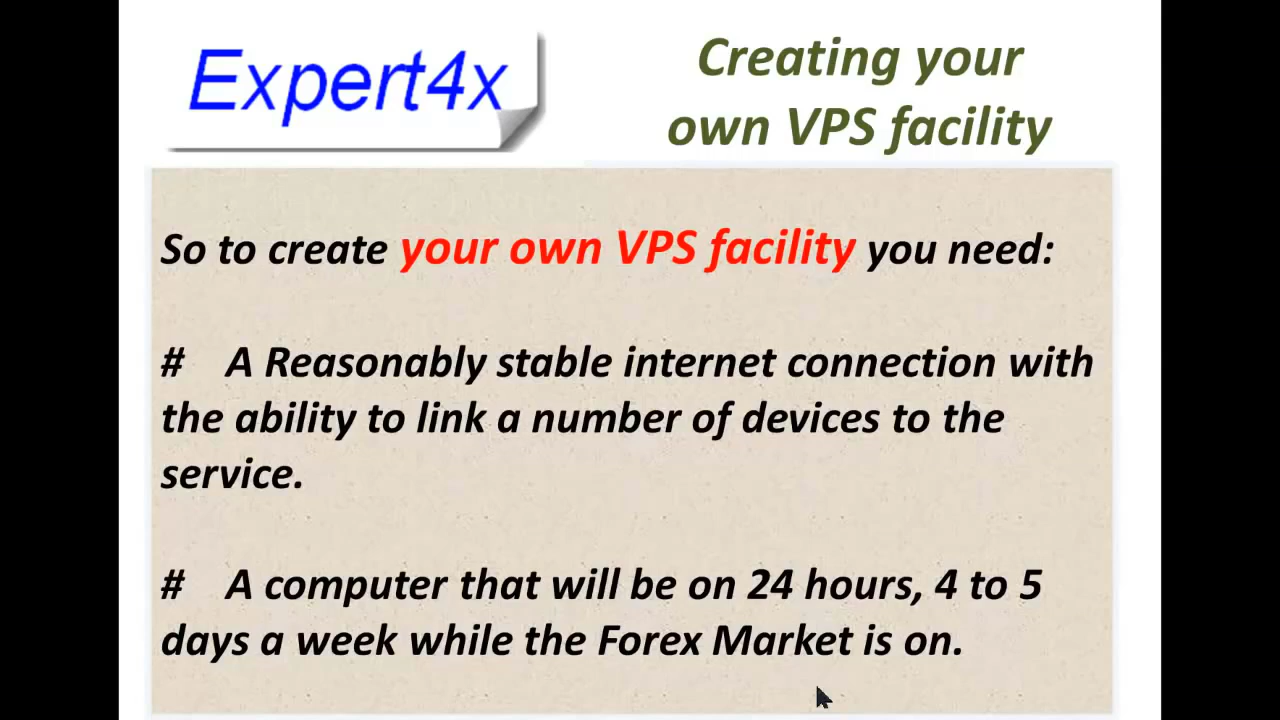 Expert4x
Creating your
own VPS facility
So to create your own VPS facility you need:
# A Reasonably stable internet connection with
the ability to link a number of devices to the
service.
# A computer that will be on 24 hours, 4 to 5
days a week while the Forex Market is on.